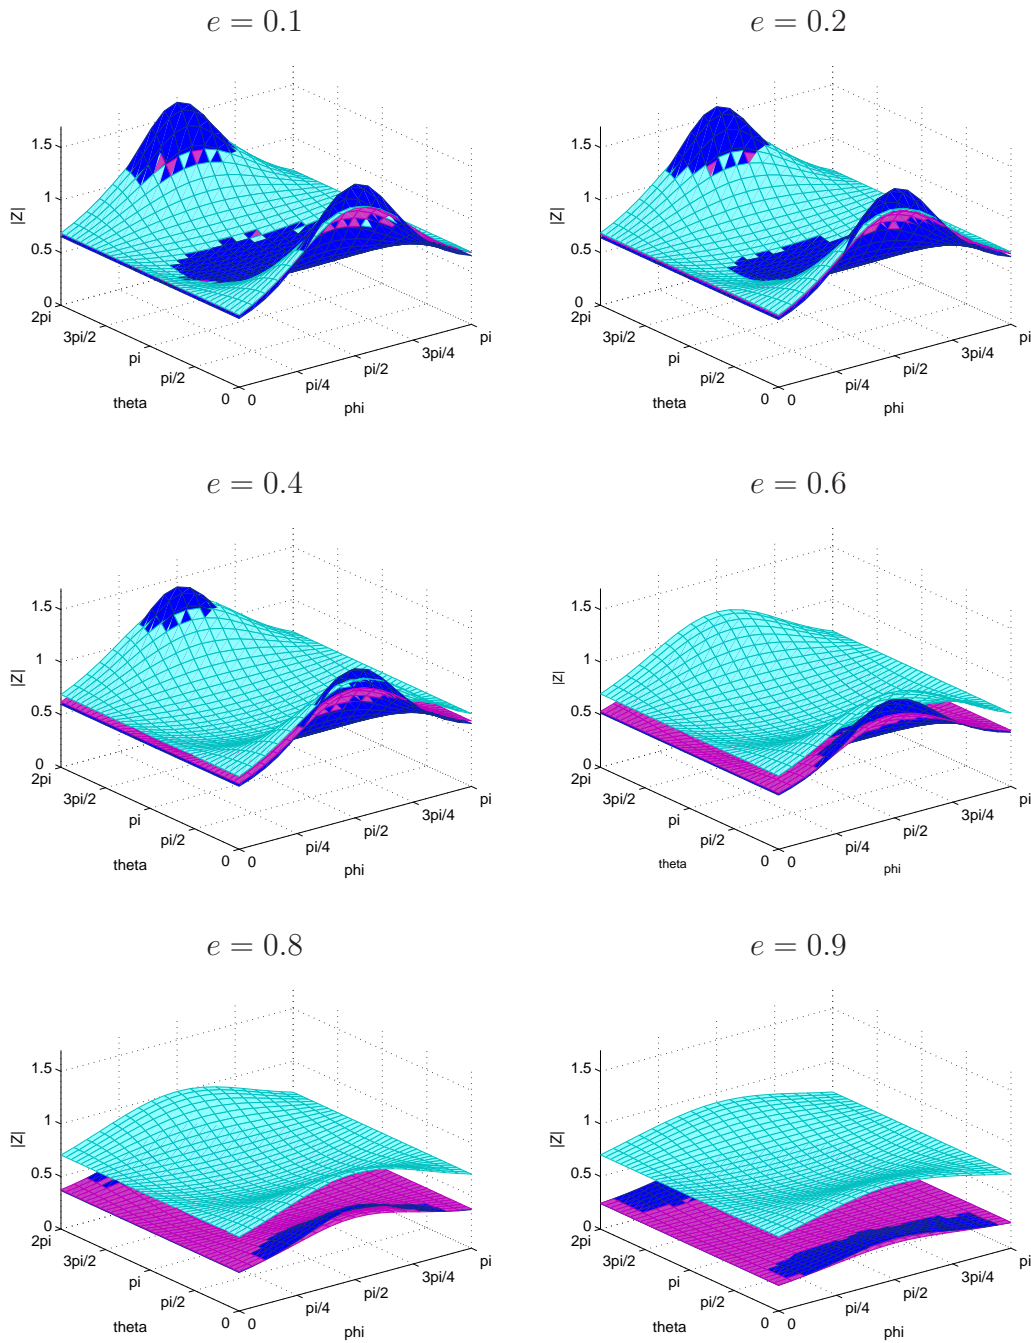 e = 0.1
e = 0.2
1.5
1
0.5
0
|Z|
2pi
3pi/2
pi
pi/2
0
theta
0
pi/4
pi/2
3pi/4
pi
phi
1.5
1
0.5
0
|Z|
2pi
3pi/2
pi
pi/2
0
theta
0
pi/4
pi/2
3pi/4
pi
phi
e = 0.4
e = 0.6
1.5
1
0.5
0
|Z|
2pi
3pi/2
pi
pi/2
0
theta
0
pi/4
pi/2
3pi/4
pi
phi
1.5
1
0.5
0
|Z|
2pi
3pi/2
pi
pi/2
0
theta
0
pi/4
pi/2
3pi/4
pi
phi
e = 0.8
e = 0.9
1.5
1
0.5
0
|Z|
2pi
3pi/2
pi
pi/2
0
theta
0
pi/4
pi/2
3pi/4
pi
phi
1.5
1
0.5
0
|Z|
2pi
3pi/2
pi
pi/2
0
theta
0
pi/4
pi/2
3pi/4
pi
phi